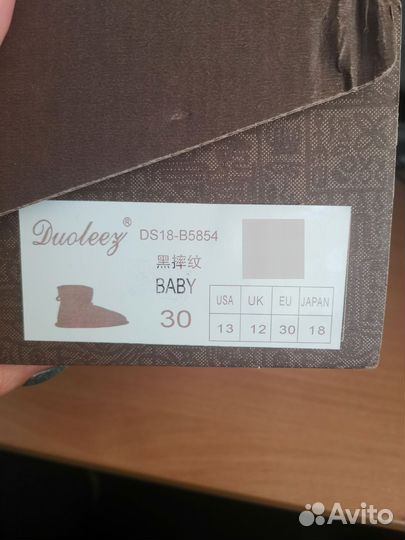 Duoleez® DS18-B5854
黑摔纹
BABY
30
USA UK EU JAPAN
13 12 30 18
Avito